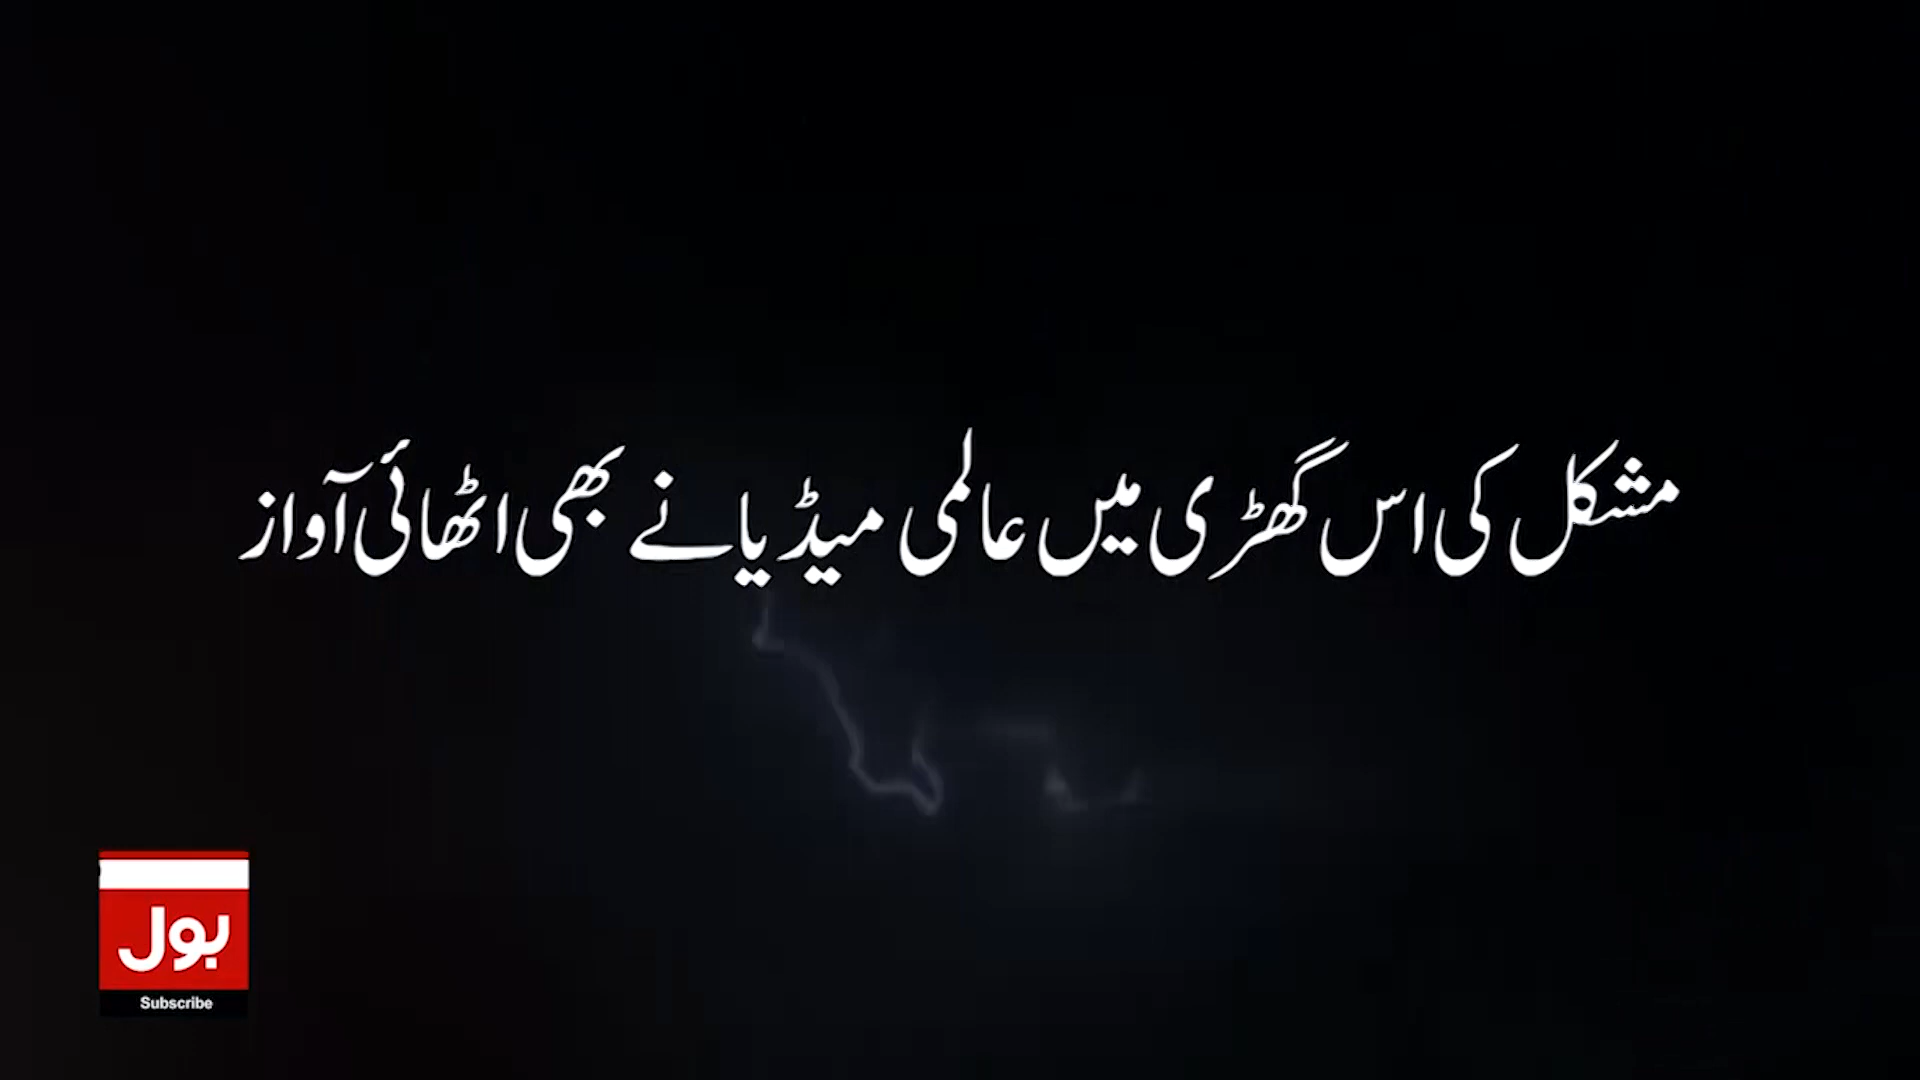 مشکل کی اس گھڑی میں عالمی میڈیا نے بھی اٹھائی آواز
بول
Subscribe